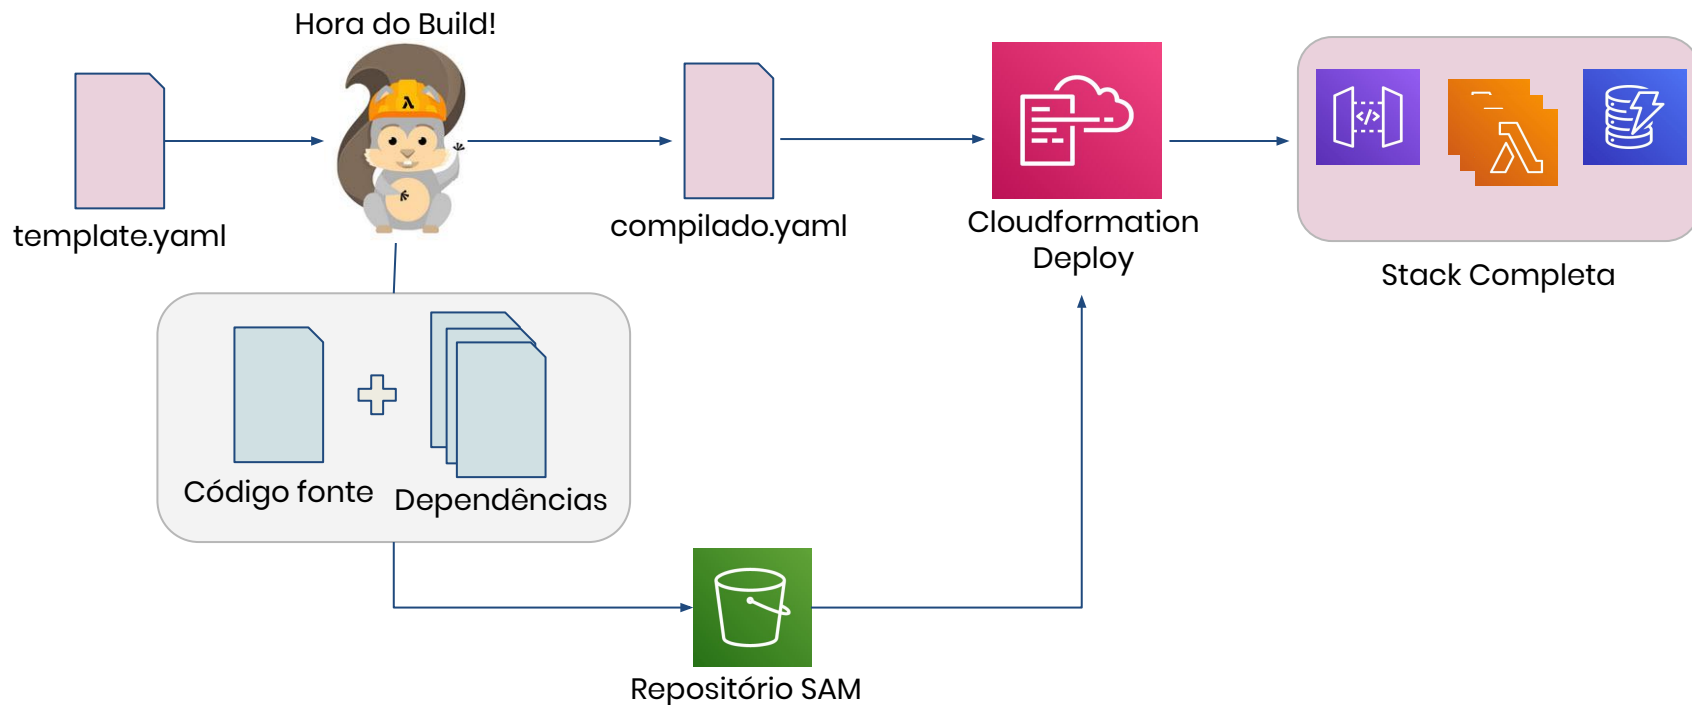 Hora do Build!
λ
template.yaml
compilado.yaml
Cloudformation
Deploy
</>
Stack Completa
Código fonte
Dependências
Repositório SAM